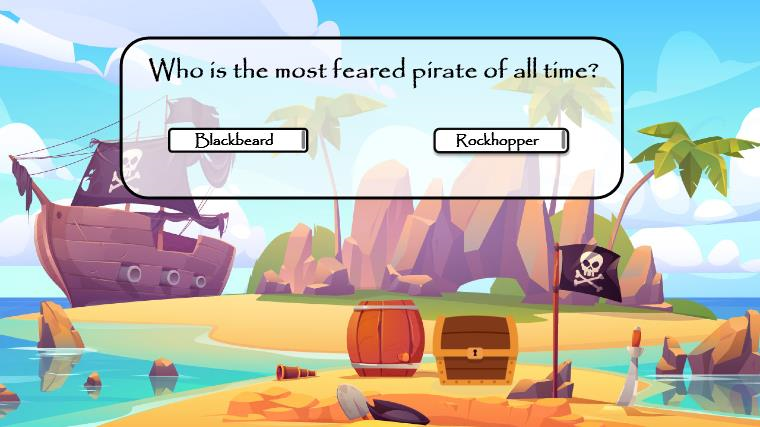 Who is the most feared pirate of all time?
Blackbeard
Rockhopper